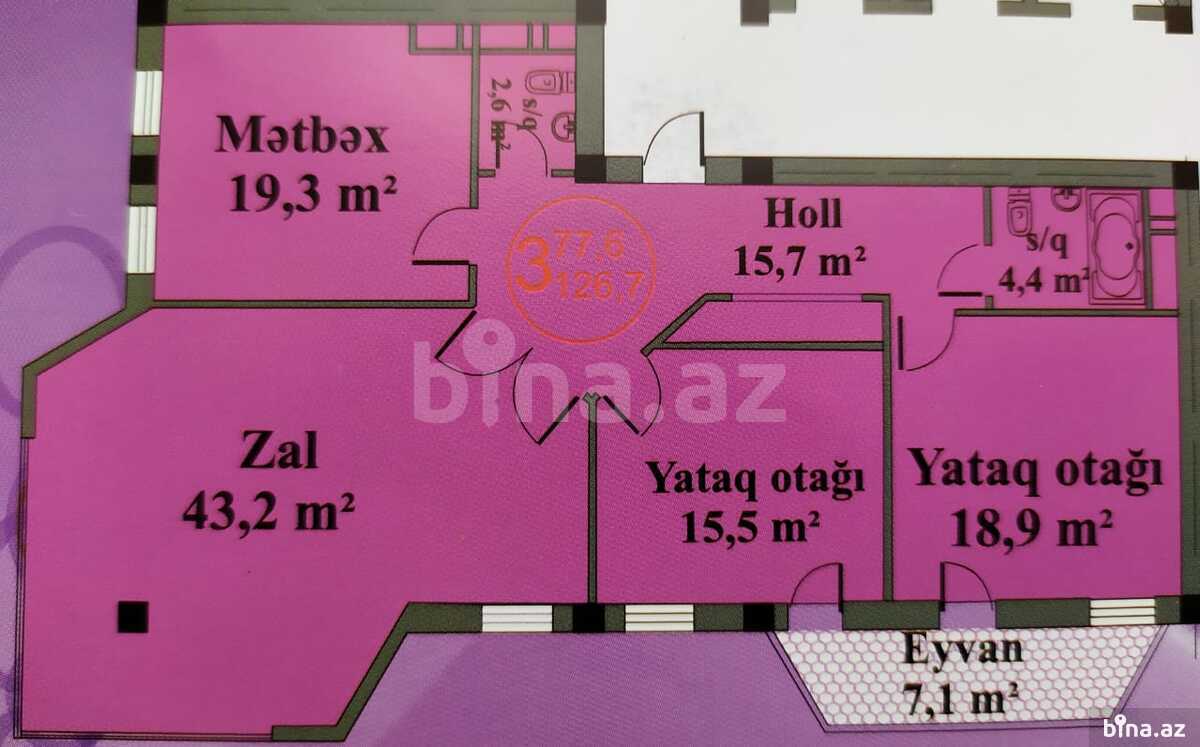 Mətbəx
19,3 m²
s/q
2,6 m²
Holl
15,7 m²
s/q
4,4 m²
3
77,6
126,7
bina.az
Zal
43,2 m²
Yataq otağı
15,5 m²
Yataq otağı
18,9 m²
Eyvan
7,1 m²
bina.az